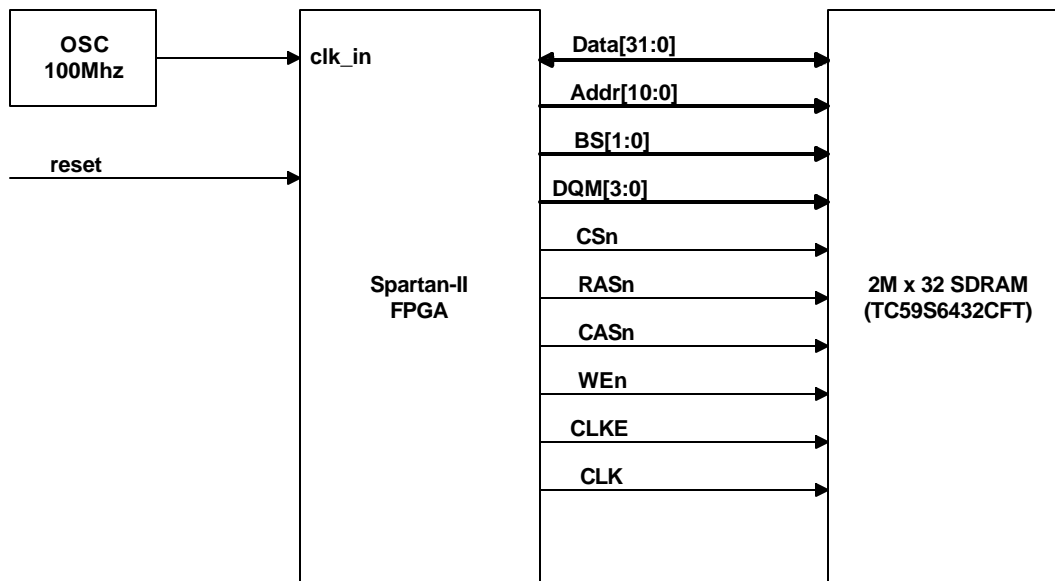 OSC
100Mhz
clk_in
reset
Spartan-II
FPGA
Data[31:0]
Addr[10:0]
BS[1:0]
DQM[3:0]
CSn
RASn
CASn
WEn
CLKE
CLK
2M x 32 SDRAM
(TC59S6432CFT)